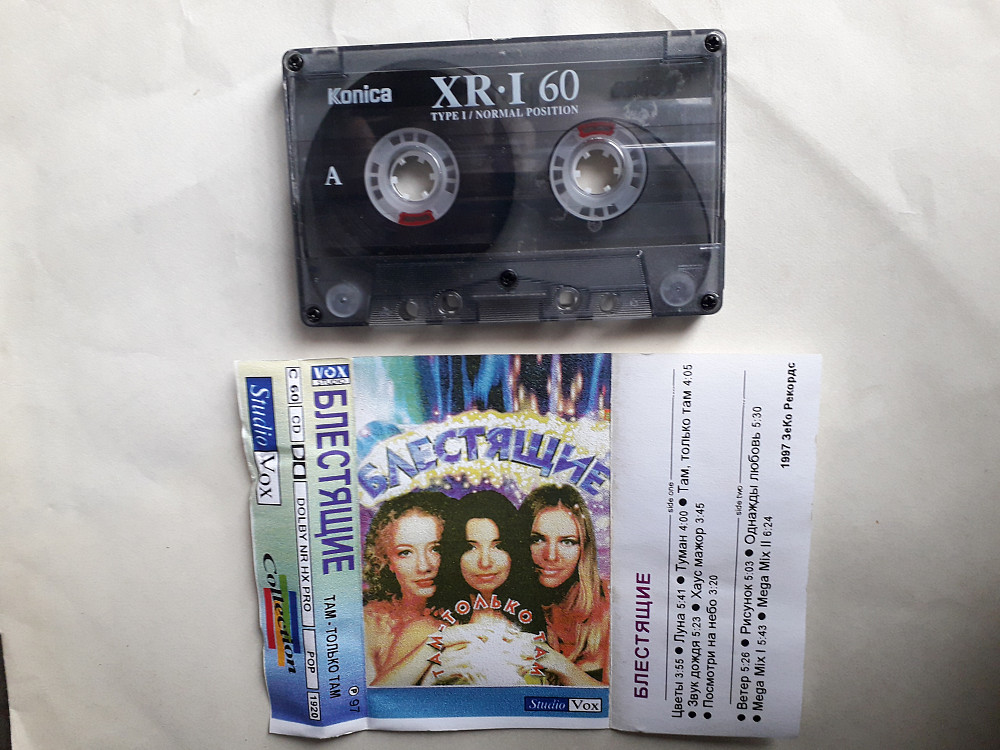 Konica
XR·I 60
TYPE I / NORMAL POSITION
A
Studio Vox
Collection
C 60 CD DOLBY NR HX PRO POP 1920
VOX
STUDIO
БЛЕСТЯЩИЕ
ТАМ - ТОЛЬКО ТАМ
℗ 97
БЛЕСТЯЩИЕ
ТАМ-ТОЛЬКО ТАМ
Studio Vox
БЛЕСТЯЩИЕ
side one
Цветы 3:55 ● Луна 5:41 ● Туман 4:00 ● Там, только там 4:05
● Звук дождя 5:23 ● Хаус мажор 3:45
● Посмотри на небо 3:20
side two
● Ветер 5:26 ● Рисунок 5:03 ● Однажды любовь 5:30
● Mega Mix I 5:43 ● Mega Mix II 6:24
1997 ЗеКо Рекордс